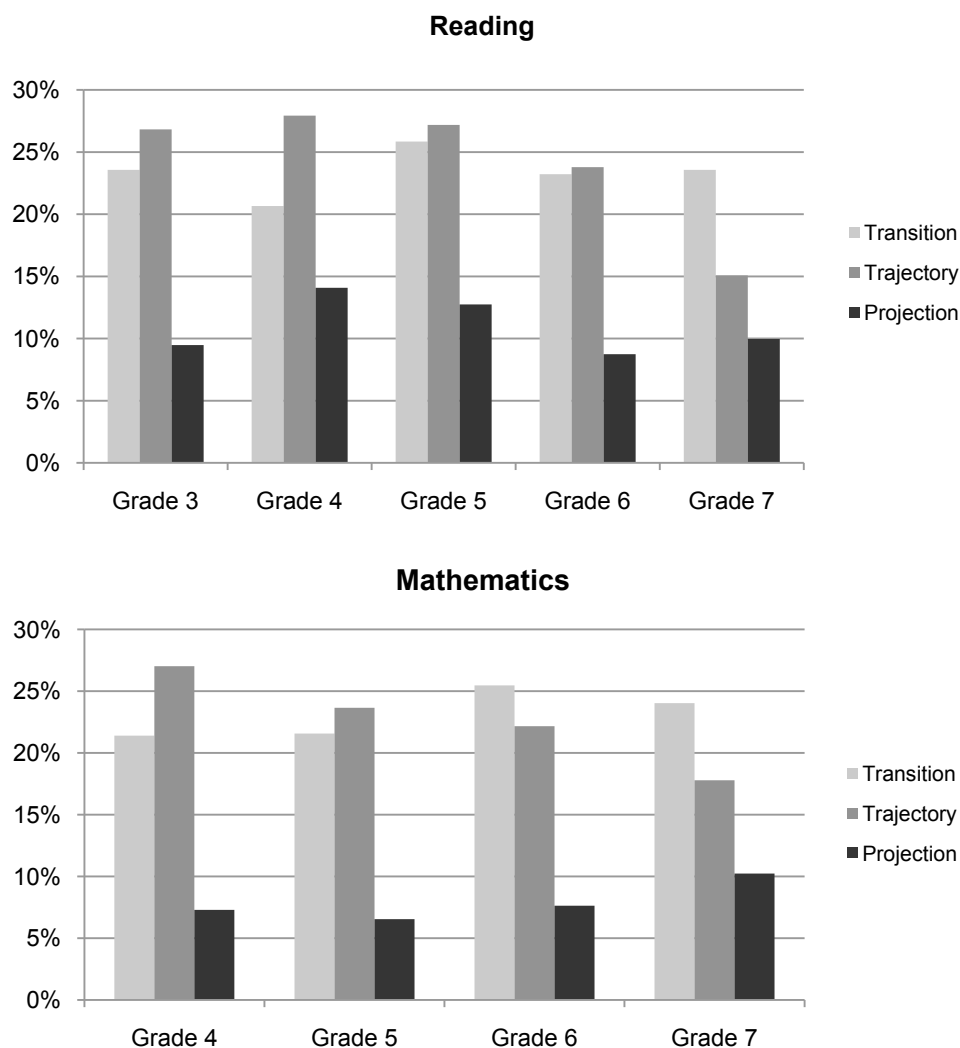 Reading
30%
25%
20%
15%
10%
5%
0%
Grade 3 Grade 4 Grade 5 Grade 6 Grade 7
Transition
Trajectory
Projection
Mathematics
30%
25%
20%
15%
10%
5%
0%
Grade 4 Grade 5 Grade 6 Grade 7
Transition
Trajectory
Projection